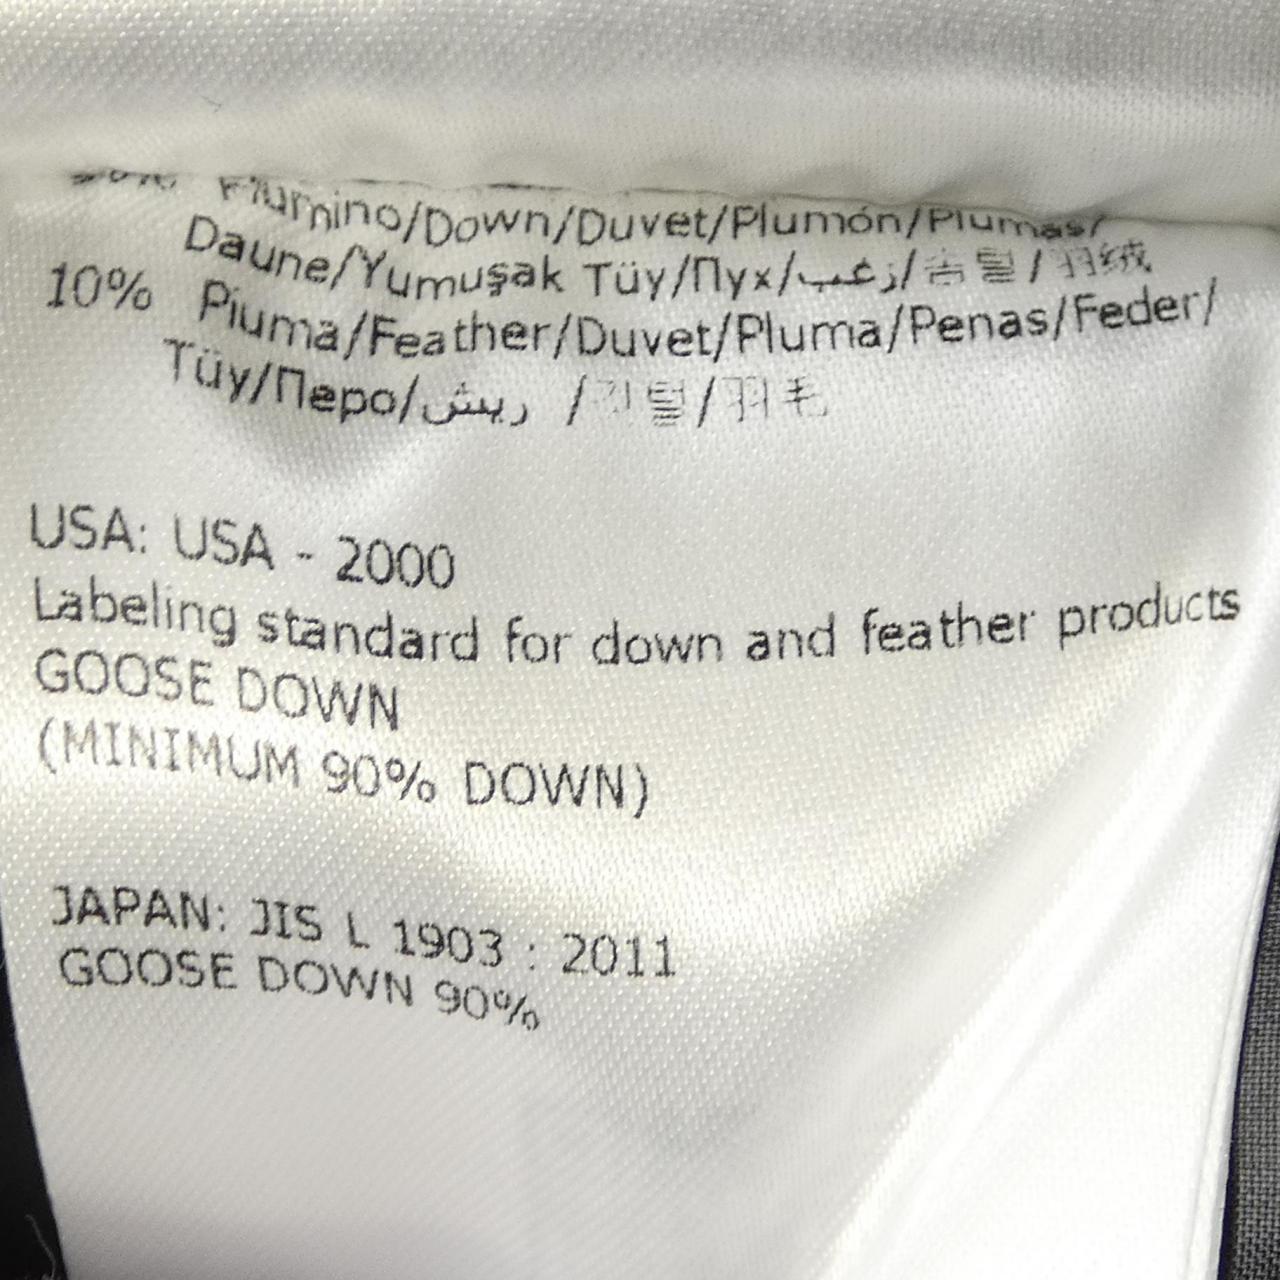 Piumino/Down/Duvet/Plumón/Plumas/
Daune/Yumuşak Tüy/Пух/زغب/솜털/羽绒
10% Piuma/Feather/Duvet/Pluma/Penas/Feder/
Tüy/Перо/ريش /깃털/羽毛
USA: USA - 2000
Labeling standard for down and feather products
GOOSE DOWN
(MINIMUM 90% DOWN)
JAPAN: JIS L 1903 : 2011
GOOSE DOWN 90%